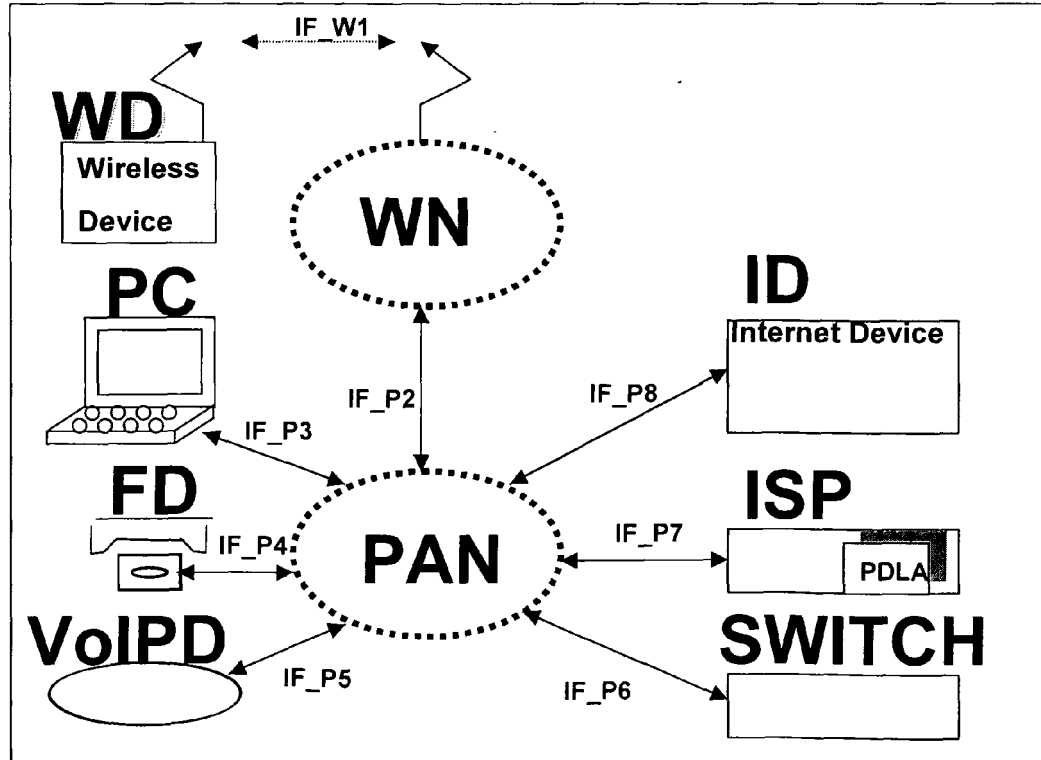 IF_W1
WD
Wireless
Device
WN
PC
ID
Internet Device
IF_P2
IF_P8
IF_P3
FD
ISP
IF_P4
PAN
IF_P7
PDLA
VoIPD
SWITCH
IF_P5
IF_P6